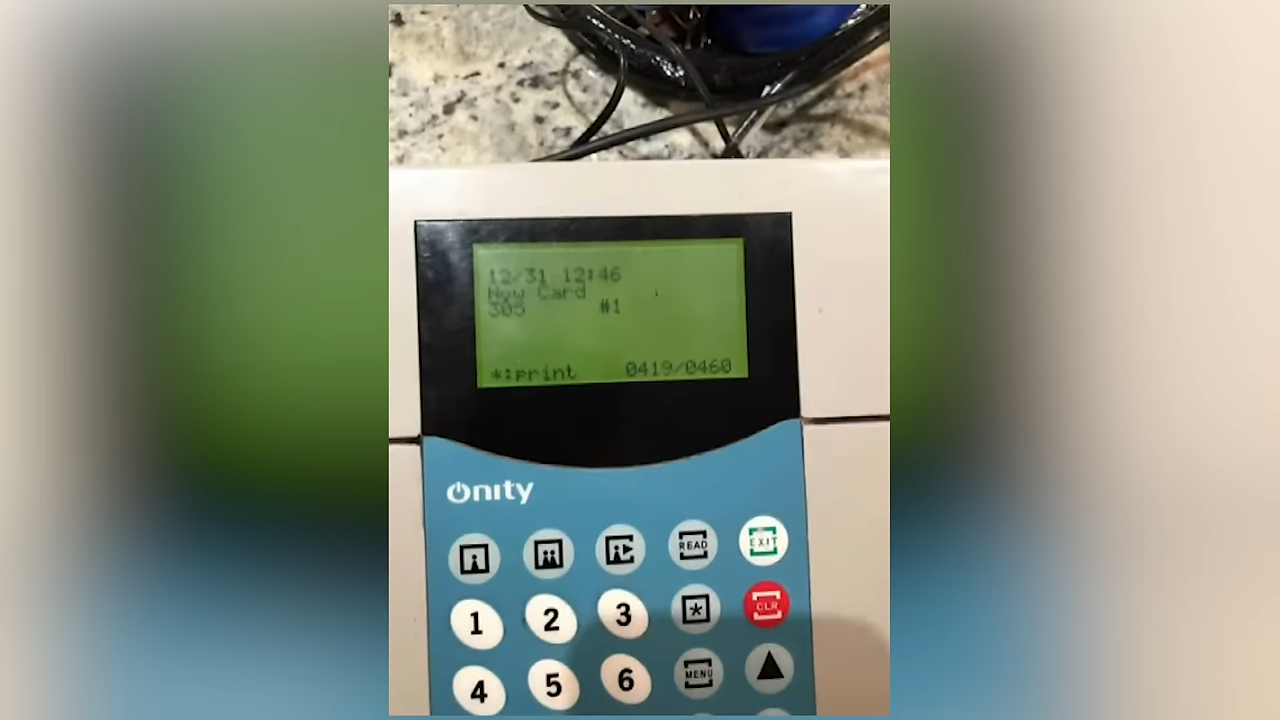 12/31 12:46
New Card
305 #1
*:print 0419/0460
Onity
READ
EXIT
1 2 3 * CLR
4 5 6 MENU